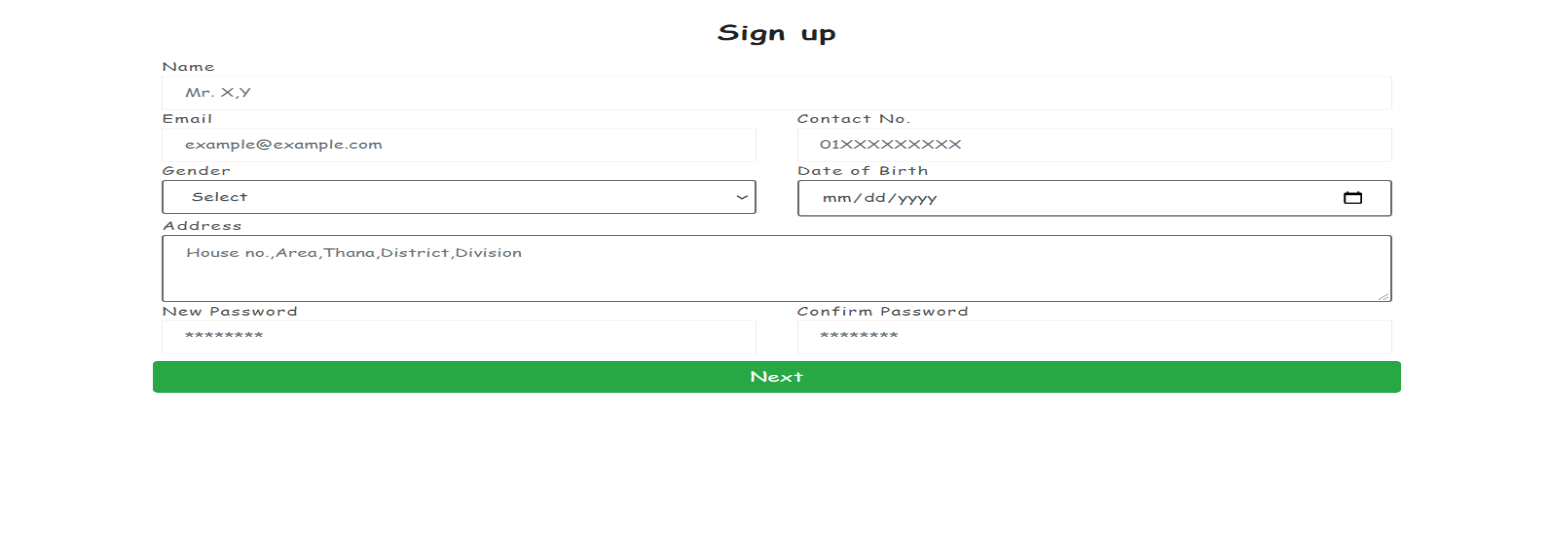 Sign up
Name
Mr. X,Y
Email
Contact No.
example@example.com
01XXXXXXXXX
Gender
Date of Birth
Select
mm/dd/yyyy
Address
House no.,Area,Thana,District,Division
New Password
Confirm Password
********
********
Next